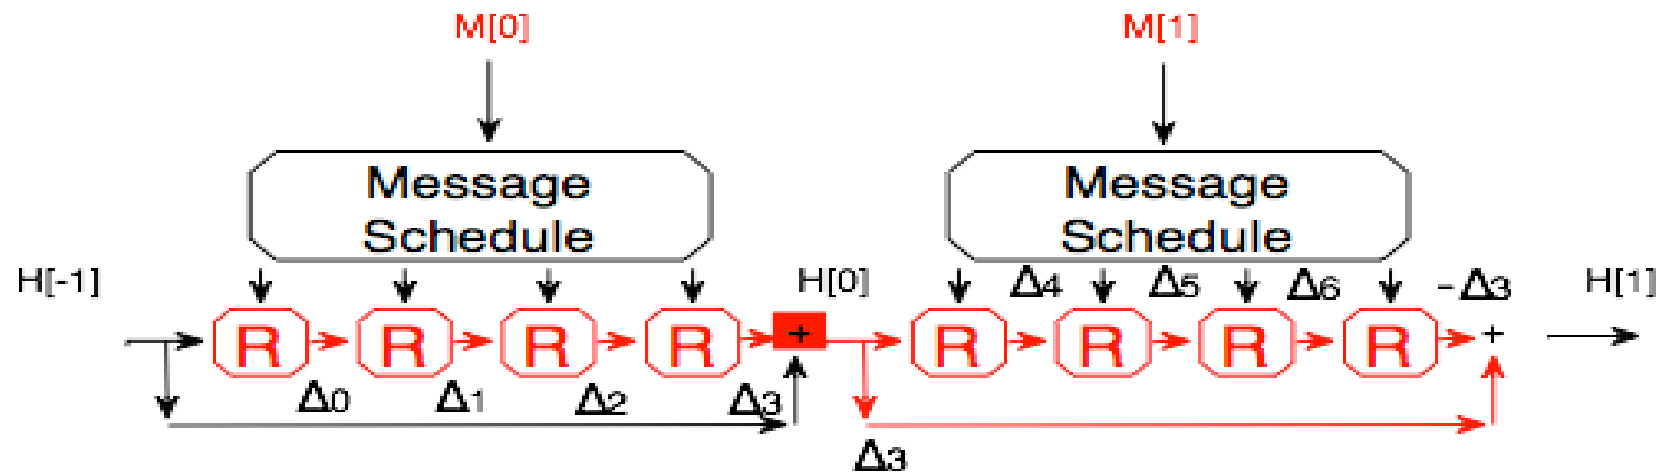 M[0] M[1]
Message Message
Schedule Schedule
H[-1] H[0] Δ4 Δ5 Δ6 -Δ3 H[1]
R R R R + R R R R +
Δ0 Δ1 Δ2 Δ3
Δ3